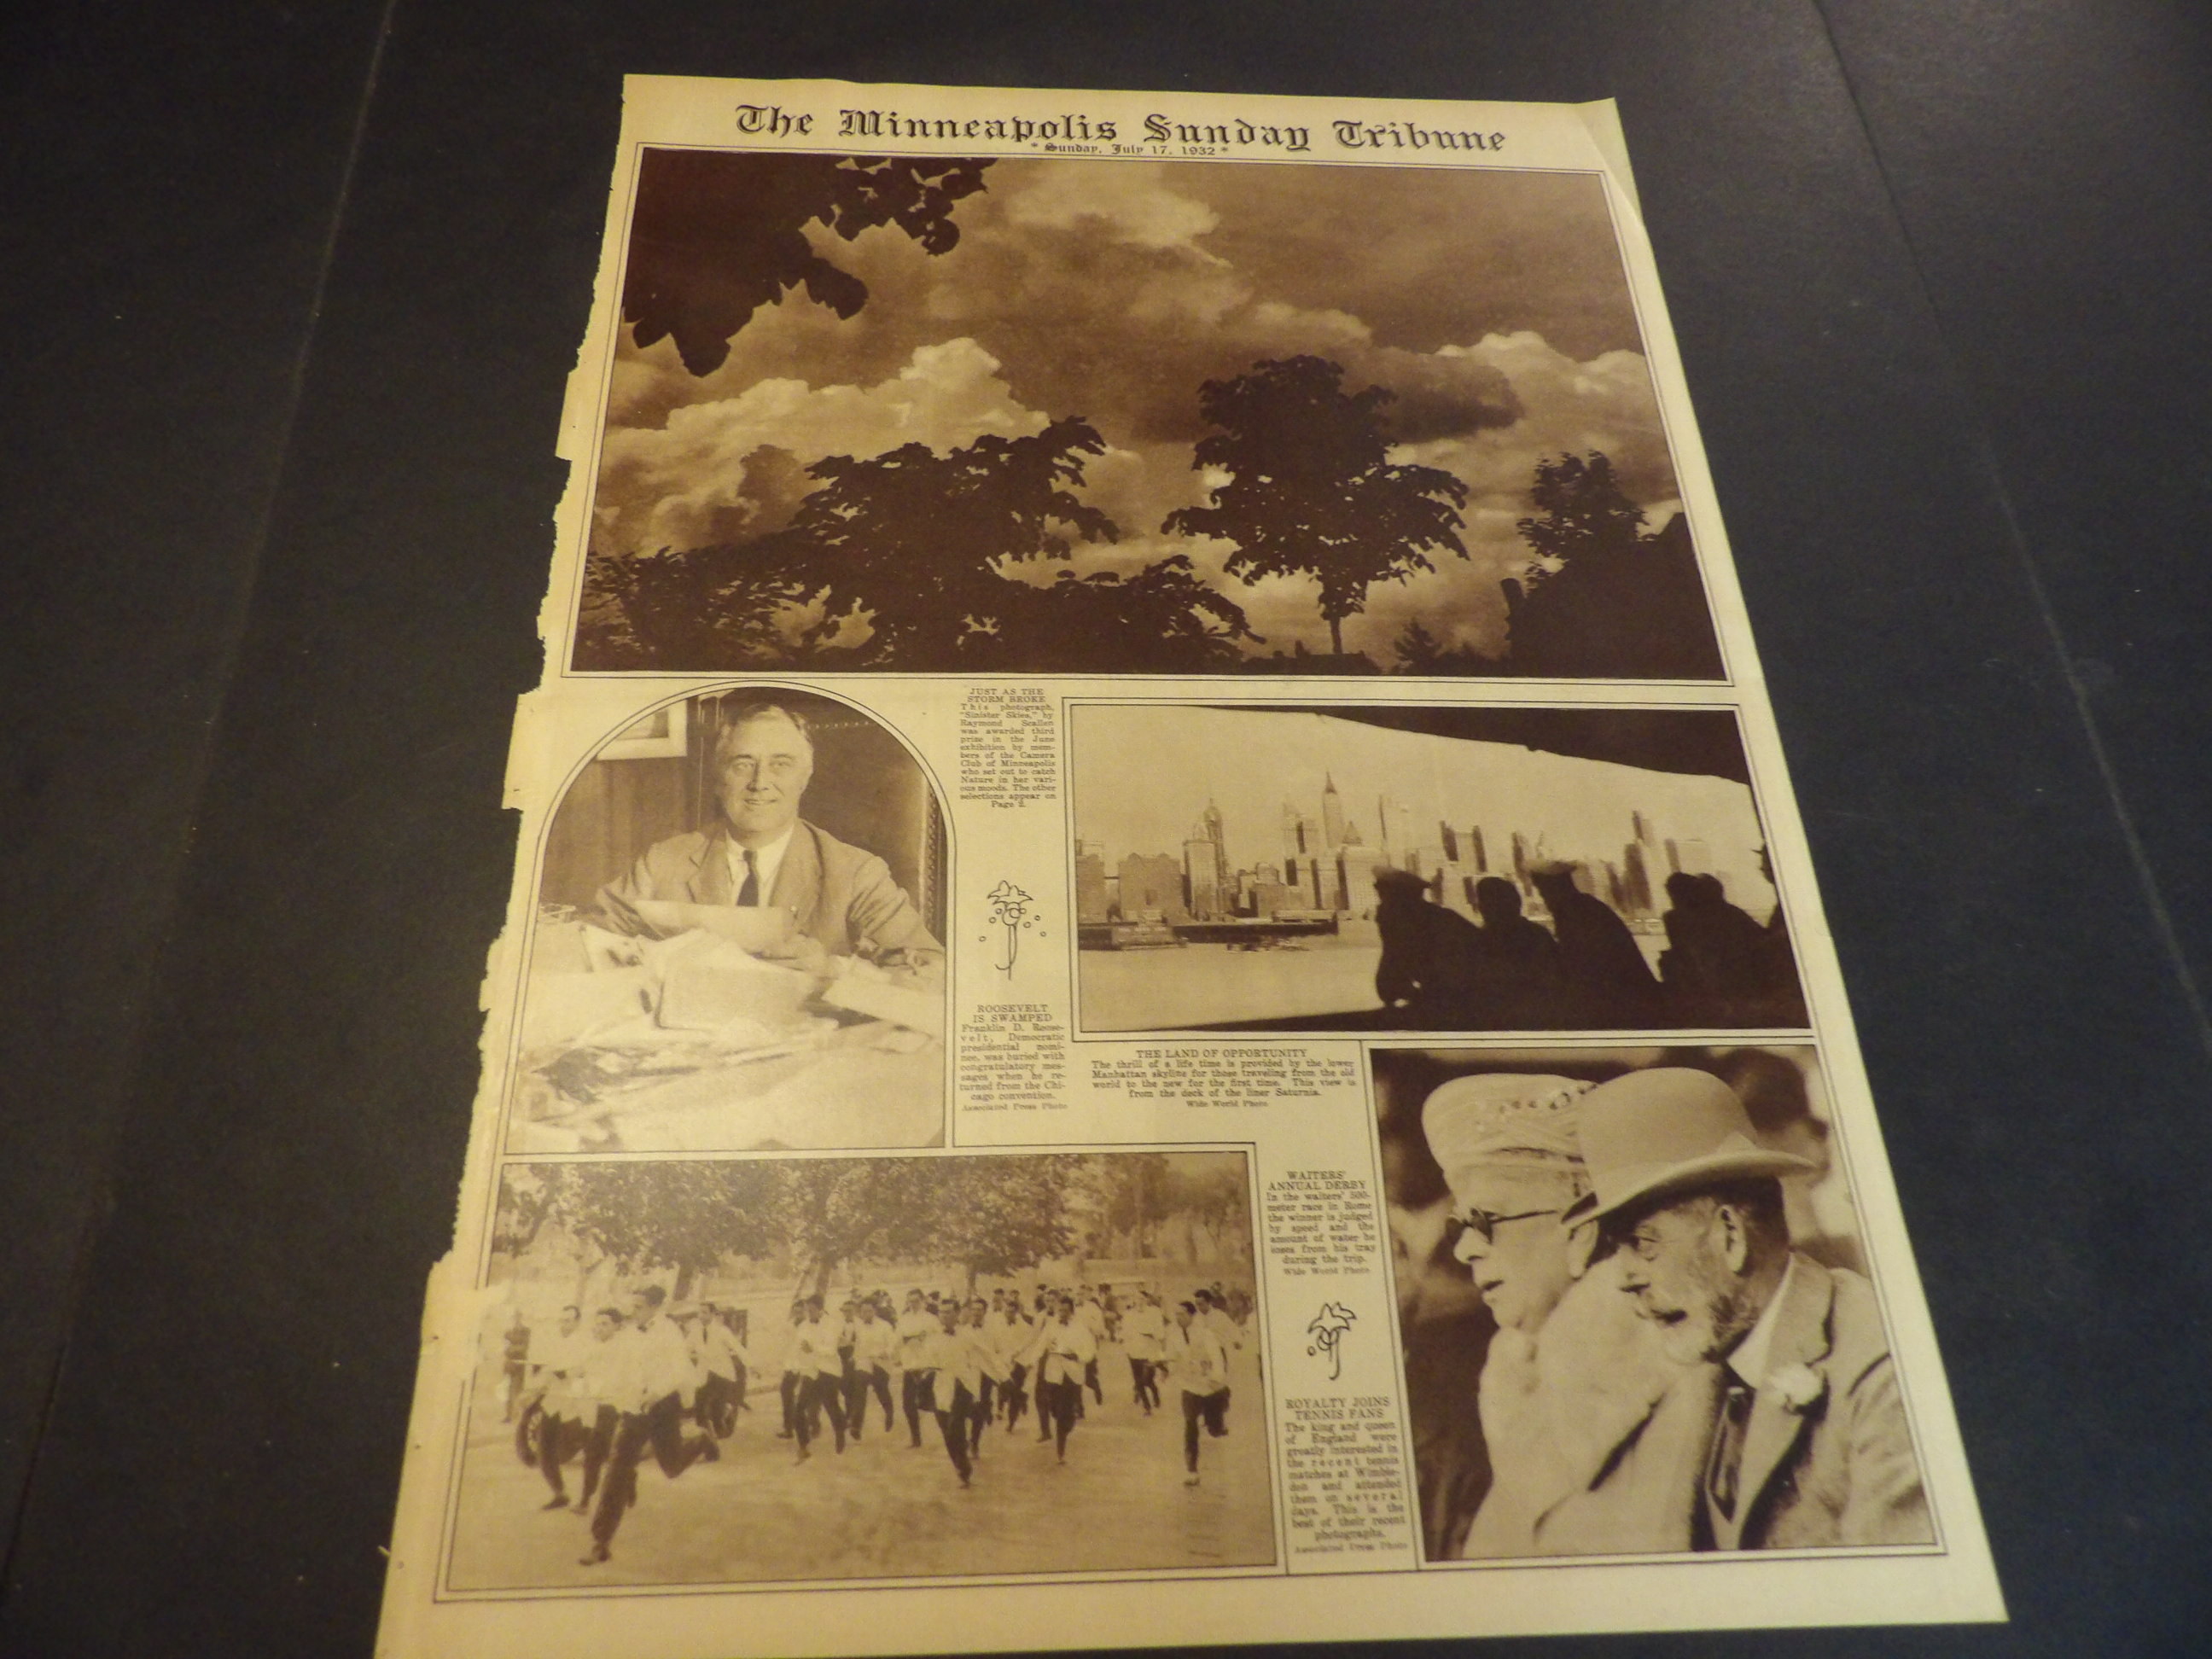 The Minneapolis Sunday Tribune
* Sunday, July 17, 1932 *
JUST AS THE
STORM BROKE
This photograph,
"Sinister Skies," by
Raymond Scallen
was awarded third
prize in the June
exhibition by mem-
bers of the Camera
Club of Minneapolis
who set out to catch
Nature in her vari-
ous moods. The other
selections appear on
Page 2.
ROOSEVELT
IS SWAMPED
Franklin D. Roose-
velt, Democratic
presidential nomi-
nee, was buried with
congratulatory mes-
sages when he re-
turned from the Chi-
cago convention.
Associated Press Photo
THE LAND OF OPPORTUNITY
The thrill of a life time is provided by the lower
Manhattan skyline for those traveling from the old
world to the new for the first time. This view is
from the deck of the liner Saturnia.
Wide World Photo
WAITERS'
ANNUAL DERBY
In the waiters' 500-
meter race in Rome
the winner is judged
by speed and the
amount of water he
loses from his tray
during the trip.
Wide World Photo
ROYALTY JOINS
TENNIS FANS
The king and queen
of England were
greatly interested in
the recent tennis
matches at Wimble-
don and attended
them on several
days. This is the
best of their recent
photographs.
Associated Press Photo